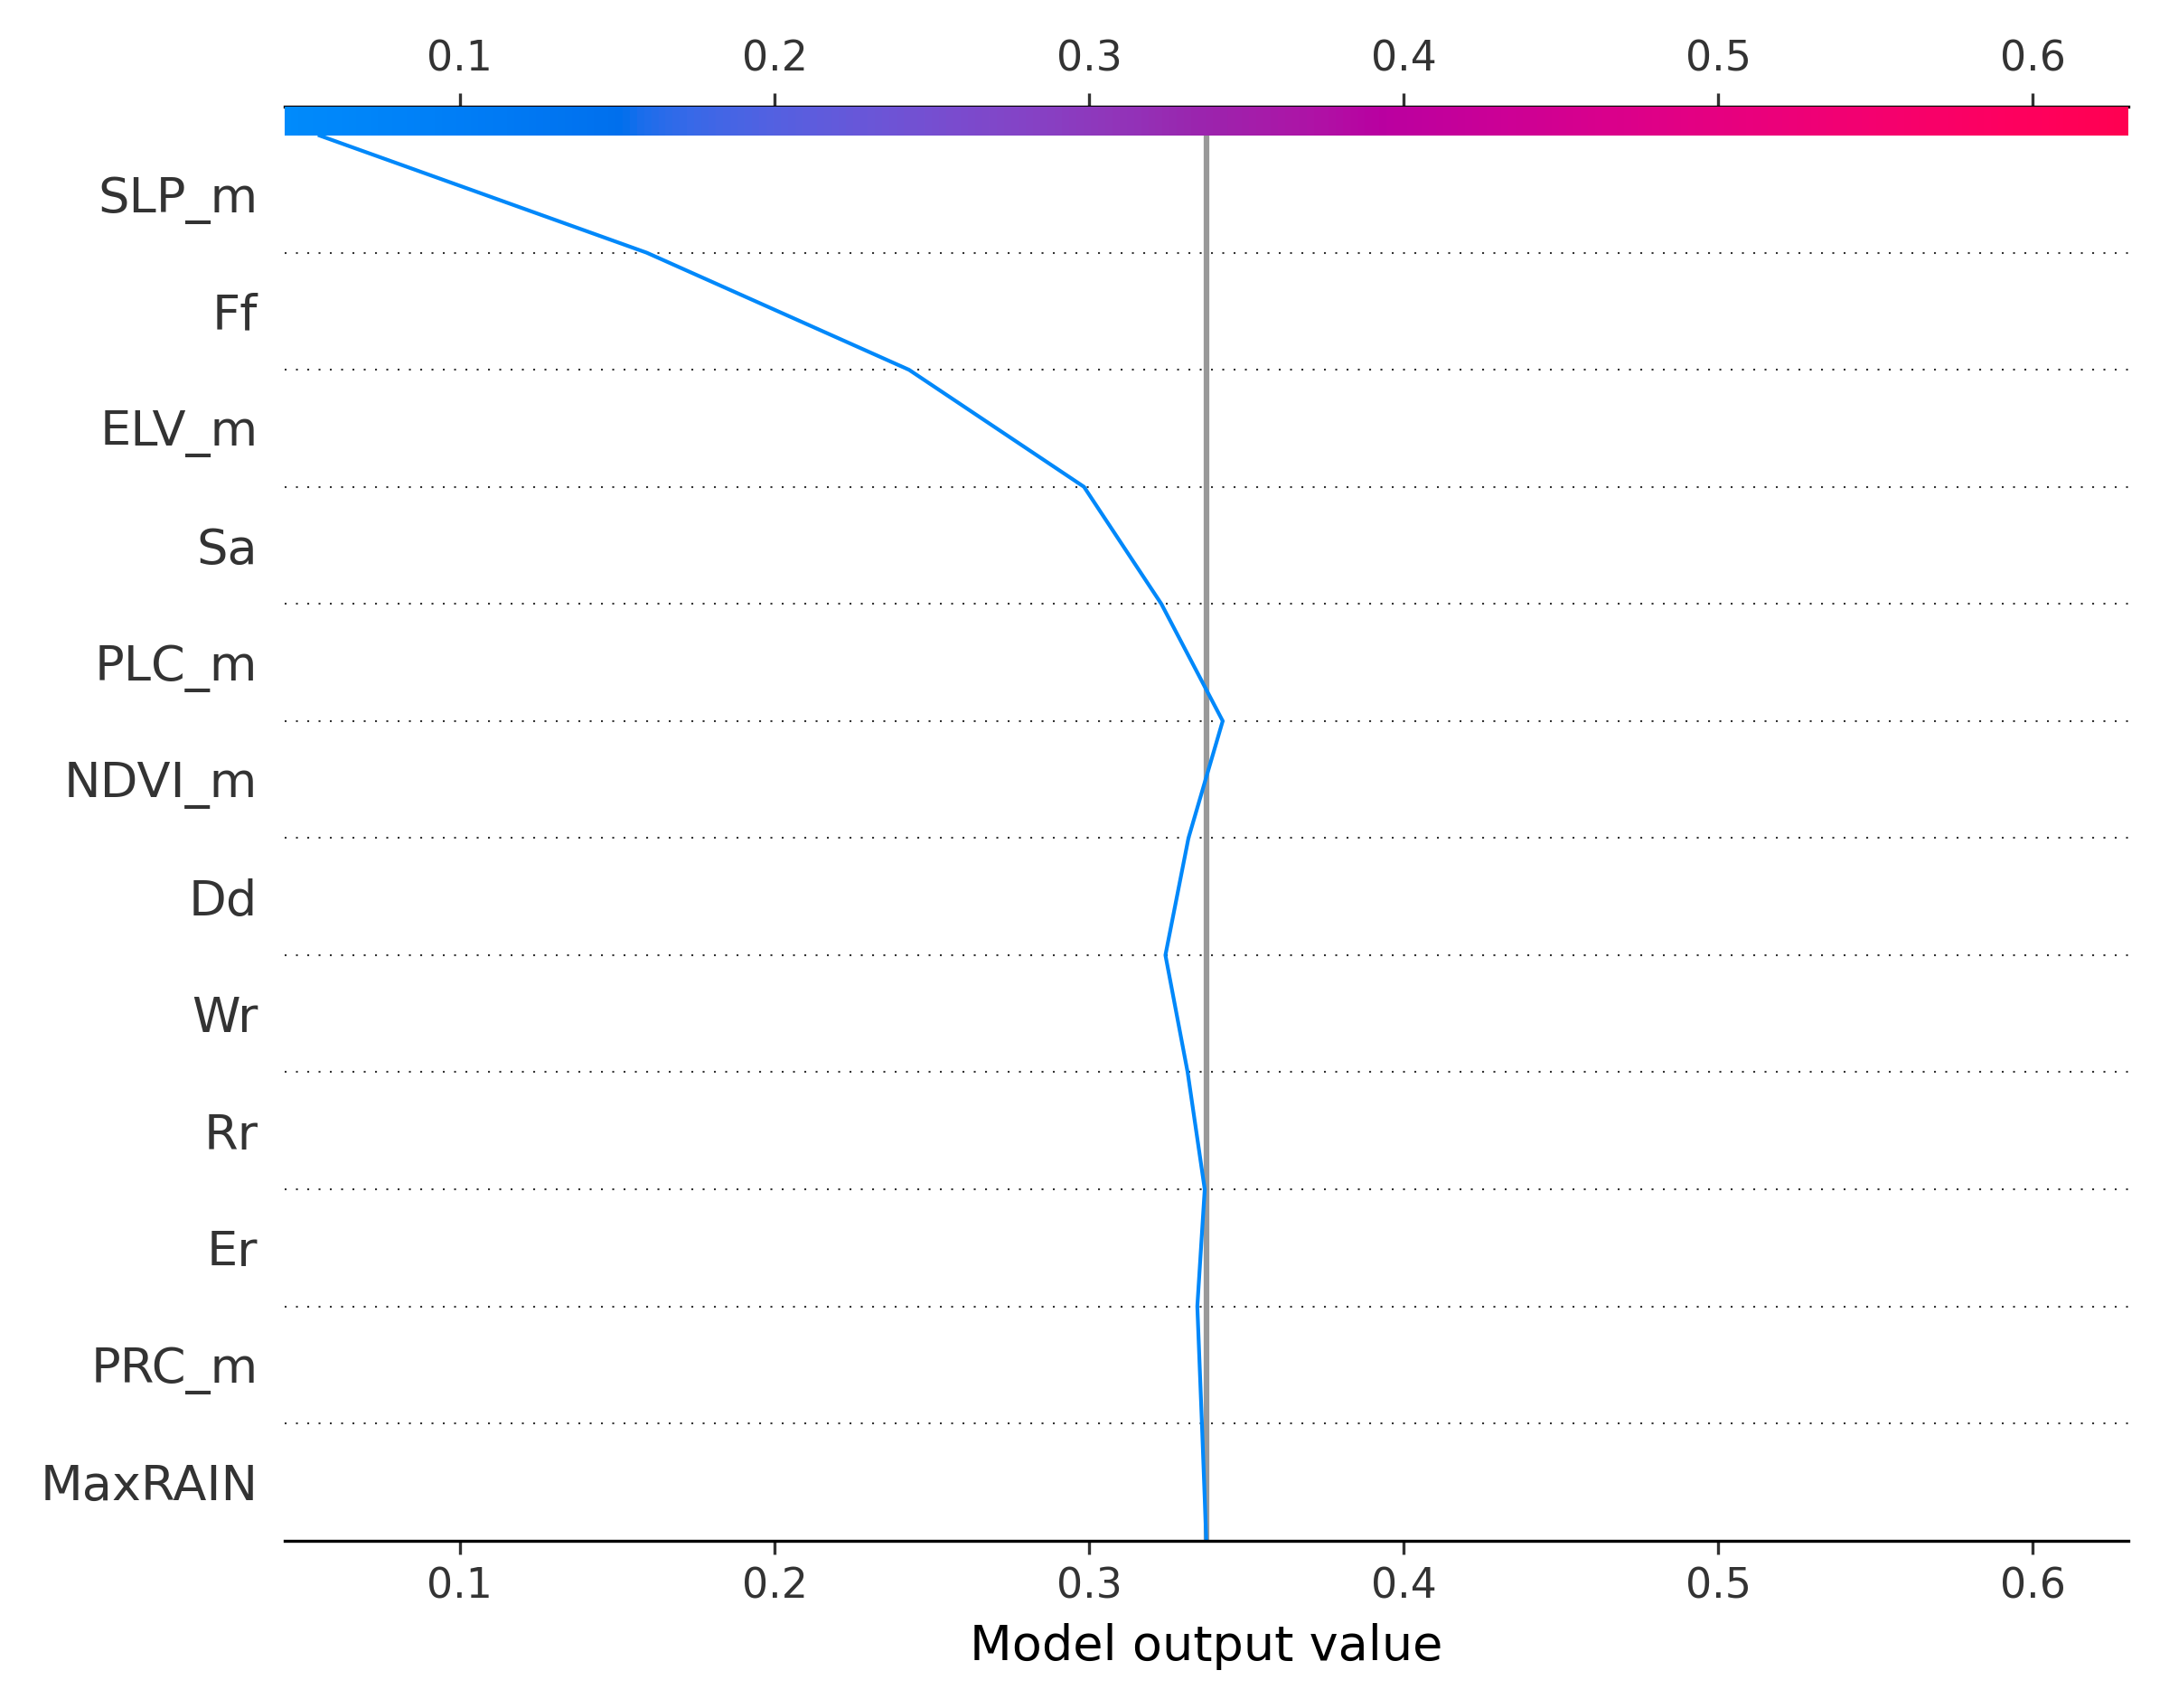 0.1 0.2 0.3 0.4 0.5 0.6
SLP_m
Ff
ELV_m
Sa
PLC_m
NDVI_m
Dd
Wr
Rr
Er
PRC_m
MaxRAIN
0.1 0.2 0.3 0.4 0.5 0.6
Model output value